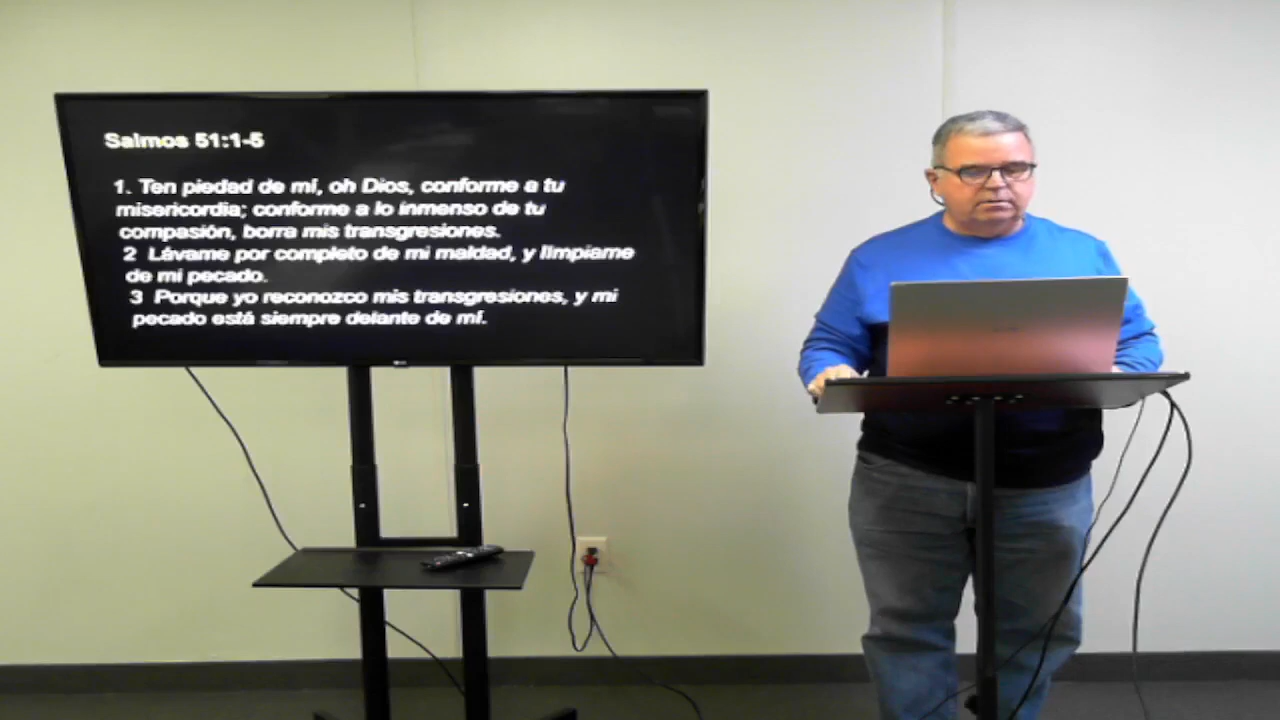 Salmos 51:1-5
1. Ten piedad de mí, oh Dios, conforme a tu
misericordia; conforme a lo inmenso de tu
compasión, borra mis transgresiones.
2 Lávame por completo de mi maldad, y límpiame
de mi pecado.
3 Porque yo reconozco mis transgresiones, y mi
pecado está siempre delante de mí.